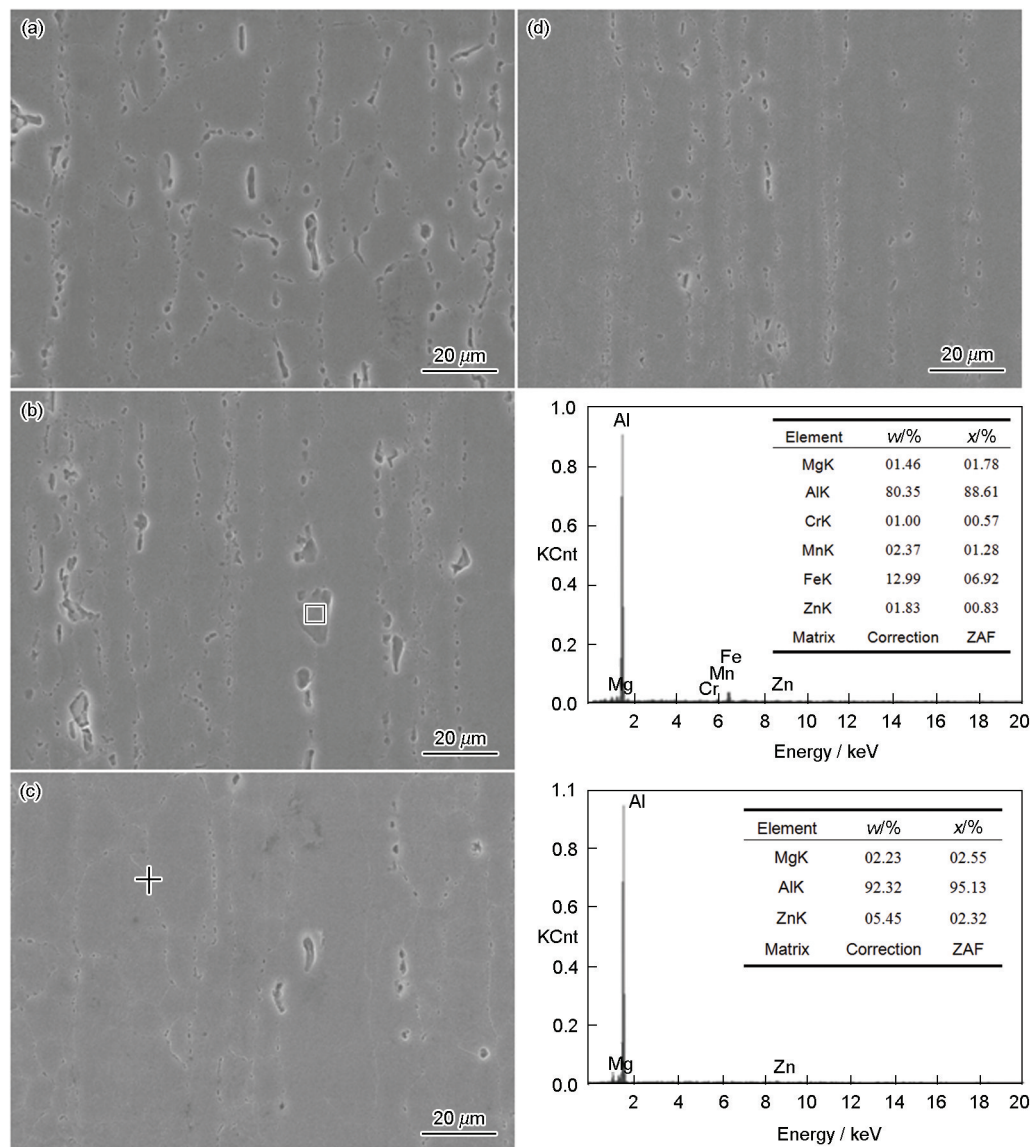 (a)
20 μm
(d)
20 μm
(b)
20 μm
1.0
0.8
0.6
KCnt
0.4
0.2
0.0
Al
Mg
Cr
Mn
Fe
Zn
Element w/% x/%
MgK 01.46 01.78
AlK 80.35 88.61
CrK 01.00 00.57
MnK 02.37 01.28
FeK 12.99 06.92
ZnK 01.83 00.83
Matrix Correction ZAF
2 4 6 8 10 12 14 16 18 20
Energy / keV
(c)
20 μm
1.1
0.8
0.6
KCnt
0.4
0.2
0.0
Al
Mg
Zn
Element w/% x/%
MgK 02.23 02.55
AlK 92.32 95.13
ZnK 05.45 02.32
Matrix Correction ZAF
2 4 6 8 10 12 14 16 18 20
Energy / keV